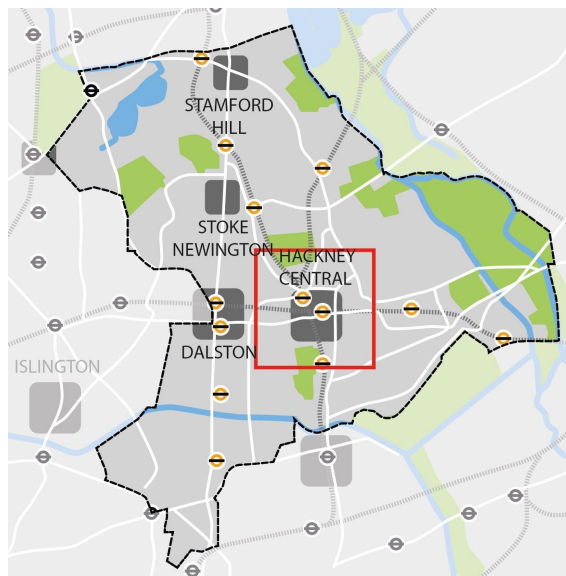 STAMFORD
HILL
STOKE
NEWINGTON
HACKNEY
CENTRAL
DALSTON
ISLINGTON